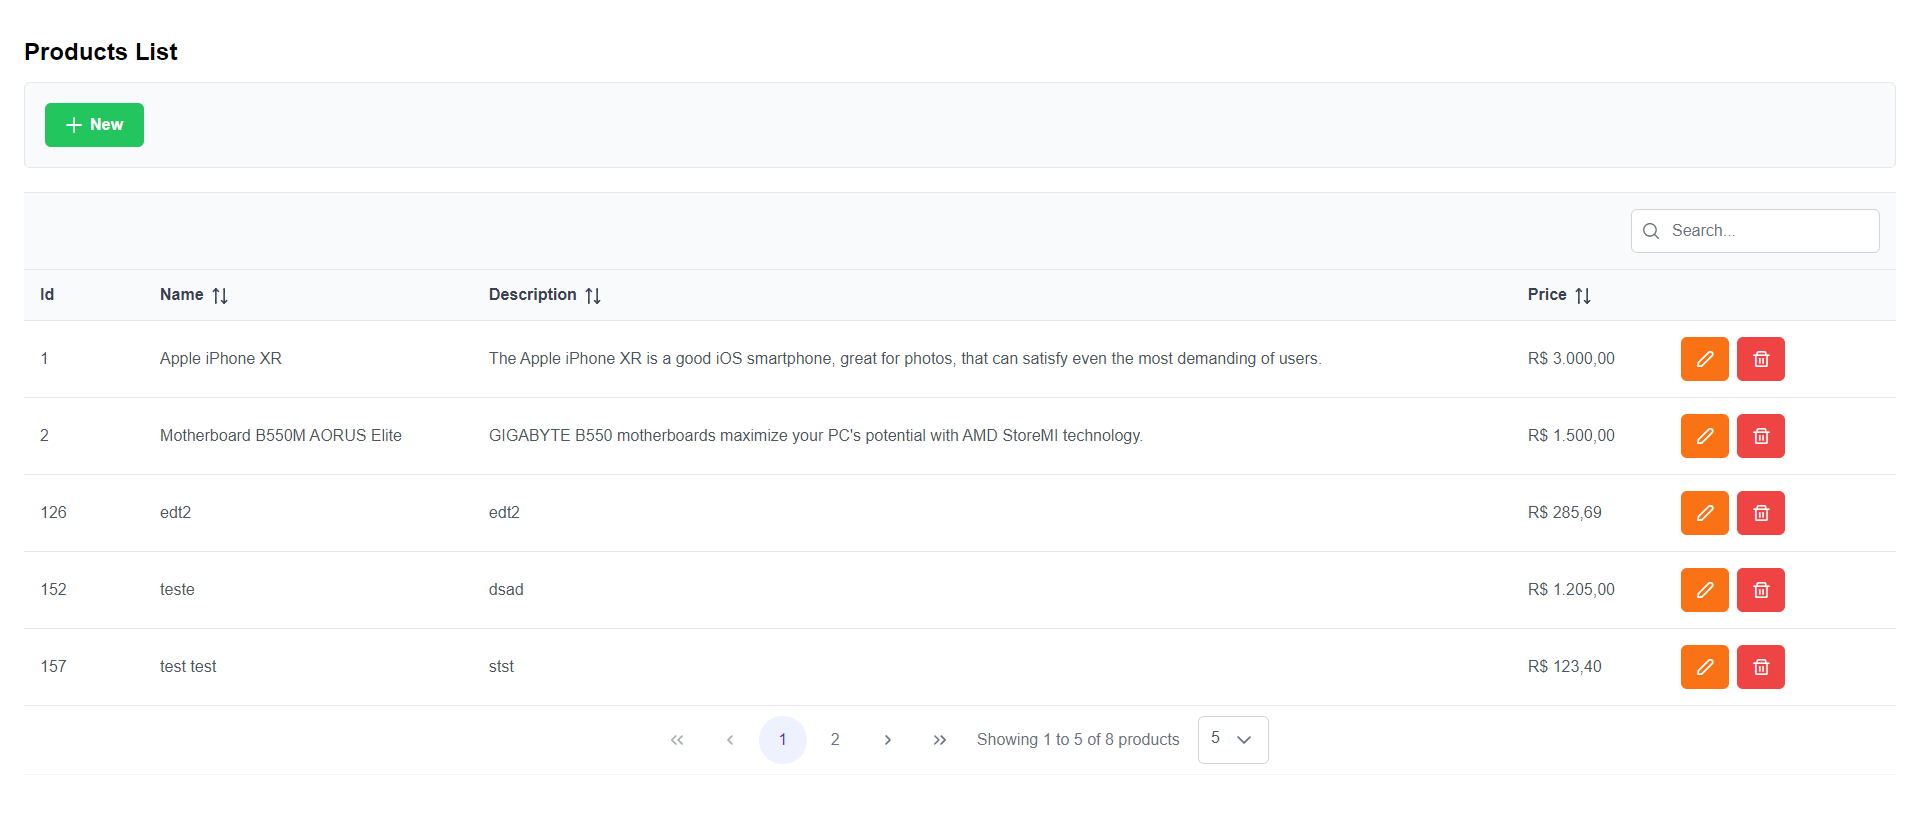 Products List
New
Search...
Id Name Description Price
1 Apple iPhone XR The Apple iPhone XR is a good iOS smartphone, great for photos, that can satisfy even the most demanding of users. R$ 3.000,00
2 Motherboard B550M AORUS Elite GIGABYTE B550 motherboards maximize your PC's potential with AMD StoreMI technology. R$ 1.500,00
126 edt2 edt2 R$ 285,69
152 teste dsad R$ 1.205,00
157 test test stst R$ 123,40
1 2 Showing 1 to 5 of 8 products 5